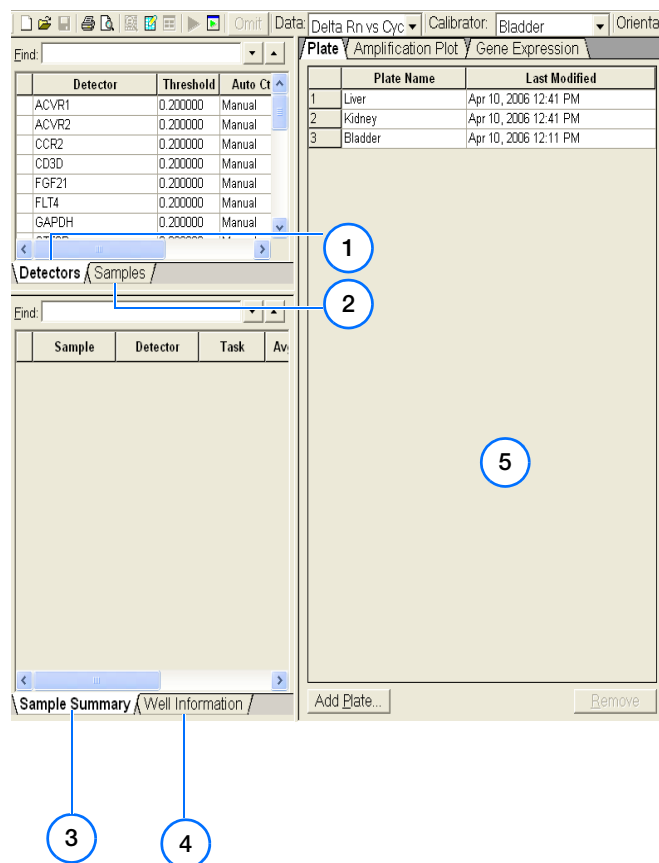 Omit Data: Delta Rn vs Cyc Calibrator: Bladder Orienta
Find:
Detector Threshold Auto Ct
ACVR1 0.200000 Manual
ACVR2 0.200000 Manual
CCR2 0.200000 Manual
CD3D 0.200000 Manual
FGF21 0.200000 Manual
FLT4 0.200000 Manual
GAPDH 0.200000 Manual
Detectors Samples
Find:
Sample Detector Task Av
Sample Summary Well Information
Plate Amplification Plot Gene Expression
Plate Name Last Modified
1 Liver Apr 10, 2006 12:41 PM
2 Kidney Apr 10, 2006 12:41 PM
3 Bladder Apr 10, 2006 12:11 PM
Add Plate... Remove
1
2
5
3
4